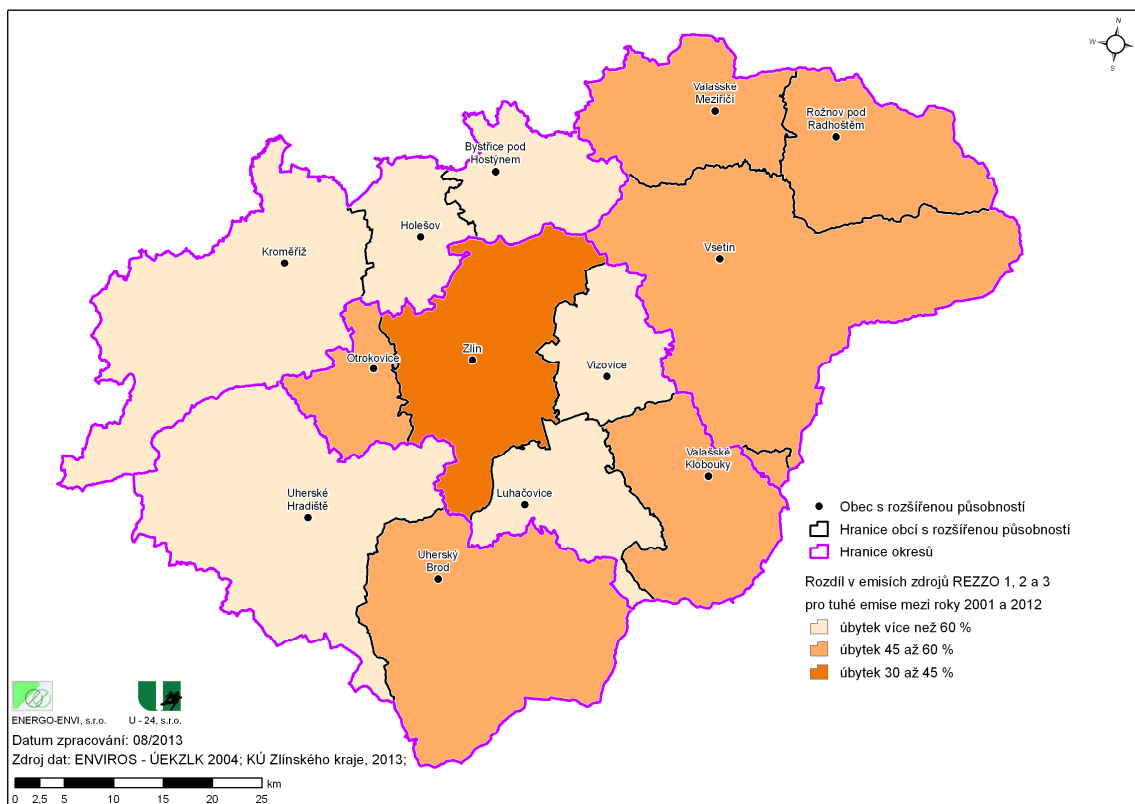 N
W
E
S
Valašské
Meziříčí
Rožnov pod
Radhoštěm
Bystřice pod
Hostýnem
Holešov
Kroměříž
Vsetín
Otrokovice
Zlín
Vizovice
Valašské
Klobouky
Uherské
Hradiště
Luhačovice
Uherský
Brod
Obec s rozšířenou působností
Hranice obcí s rozšířenou působností
Hranice okresů
Rozdíl v emisích zdrojů REZZO 1, 2 a 3
pro tuhé emise mezi roky 2001 a 2012
úbytek více než 60 %
úbytek 45 až 60 %
úbytek 30 až 45 %
ENERGO-ENVI, s.r.o.
U - 24, s.r.o.
Datum zpracování: 08/2013
Zdroj dat: ENVIROS - ÚEKZLK 2004; KÚ Zlínského kraje, 2013;
km
0 2,5 5 10 15 20 25